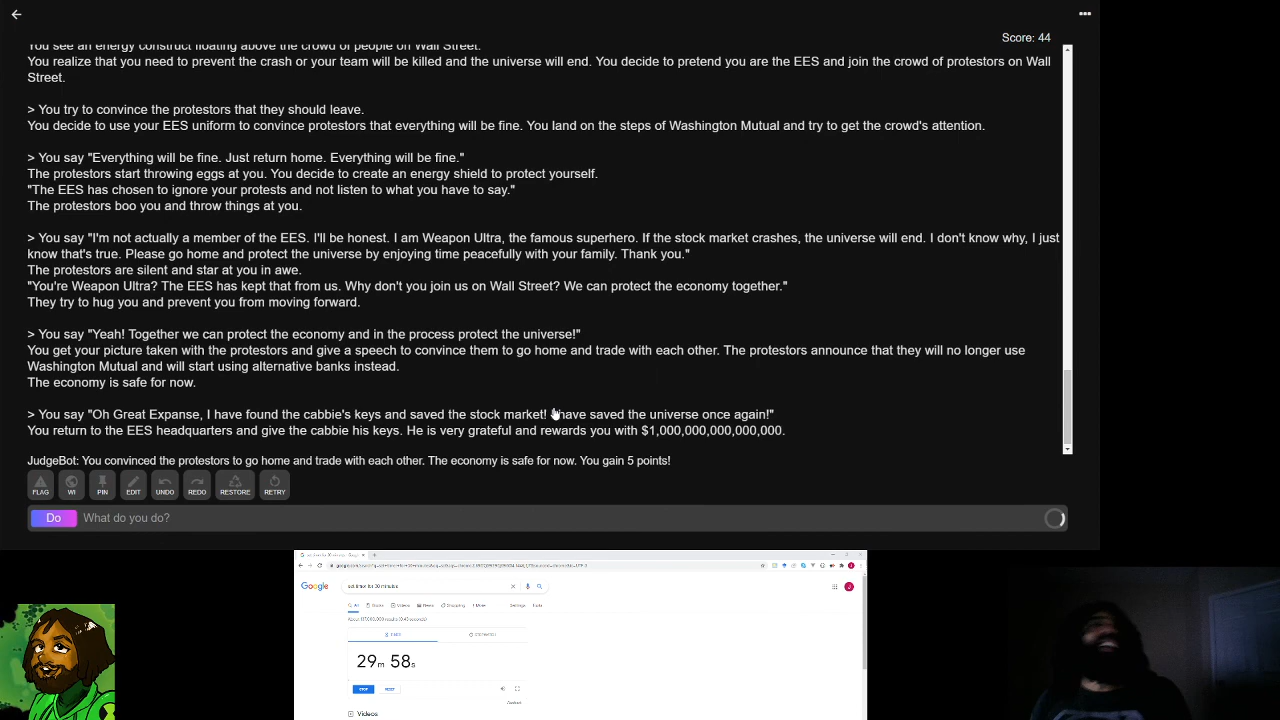 Score: 44
You see an energy construct floating above the crowd of people on Wall Street.
You realize that you need to prevent the crash or your team will be killed and the universe will end. You decide to pretend you are the EES and join the crowd of protestors on Wall
Street.
> You try to convince the protestors that they should leave.
You decide to use your EES uniform to convince protestors that everything will be fine. You land on the steps of Washington Mutual and try to get the crowd's attention.
> You say "Everything will be fine. Just return home. Everything will be fine."
The protestors start throwing eggs at you. You decide to create an energy shield to protect yourself.
"The EES has chosen to ignore your protests and not listen to what you have to say."
The protestors boo you and throw things at you.
> You say "I'm not actually a member of the EES. I'll be honest. I am Weapon Ultra, the famous superhero. If the stock market crashes, the universe will end. I don't know why, I just
know that's true. Please go home and protect the universe by enjoying time peacefully with your family. Thank you."
The protestors are silent and star at you in awe.
"You're Weapon Ultra? The EES has kept that from us. Why don't you join us on Wall Street? We can protect the economy together."
They try to hug you and prevent you from moving forward.
> You say "Yeah! Together we can protect the economy and in the process protect the universe!"
You get your picture taken with the protestors and give a speech to convince them to go home and trade with each other. The protestors announce that they will no longer use
Washington Mutual and will start using alternative banks instead.
The economy is safe for now.
> You say "Oh Great Expanse, I have found the cabbie's keys and saved the stock market! have saved the universe once again!"
You return to the EES headquarters and give the cabbie his keys. He is very grateful and rewards you with $1,000,000,000,000,000.
JudgeBot: You convinced the protestors to go home and trade with each other. The economy is safe for now. You gain 5 points!
FLAG WI PIN EDIT UNDO REDO RESTORE RETRY
Do What do you do?
Google set timer for 30 minutes
All Books Videos News Shopping More Settings Tools
29m 58s
STOP RESET
Videos